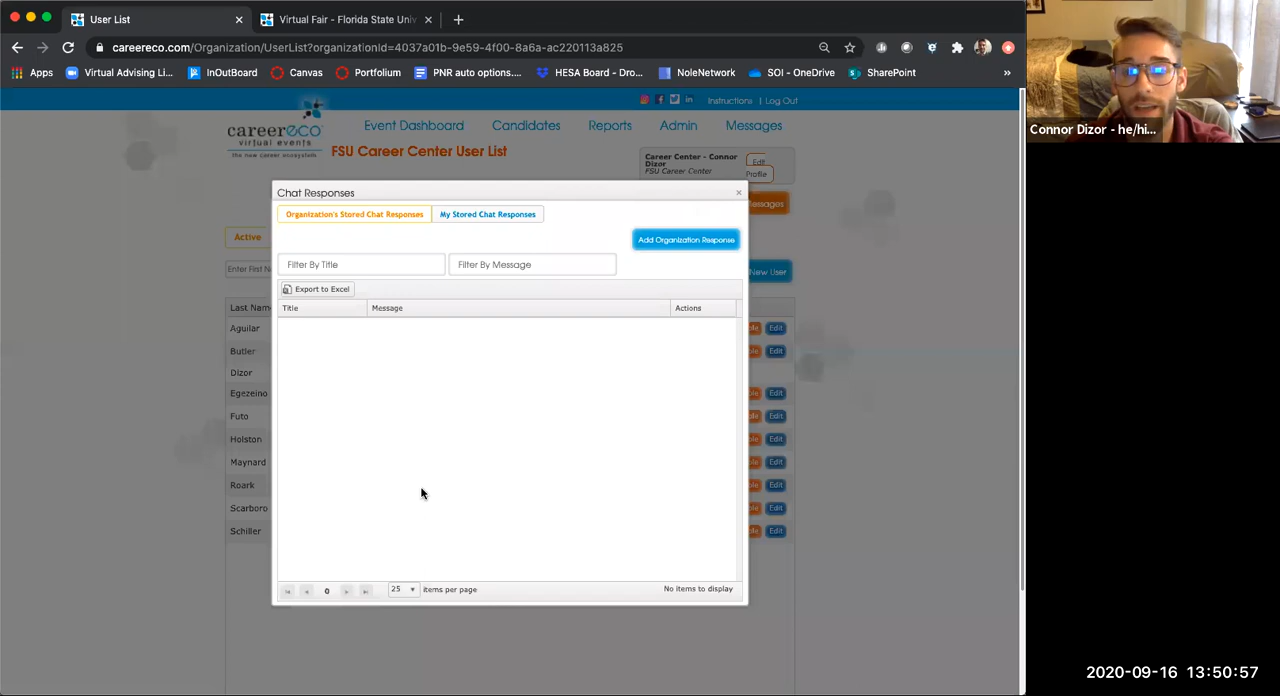 User List
Virtual Fair - Florida State Univ
careereco.com/Organization/UserList?organizationId=4037a01b-9e59-4f00-8a6a-ac220113a825
Apps
Virtual Advising Li...
InOutBoard
Canvas
Portfolium
PNR auto options....
HESA Board - Dro...
NoleNetwork
SOI - OneDrive
SharePoint
»
Instructions | Log Out
careereco
virtual events
the new career ecosystem
Event Dashboard
Candidates
Reports
Admin
Messages
FSU Career Center User List
Career Center - Connor Dizor
FSU Career Center
Edit Profile
Chat Responses
Organization's Stored Chat Responses
My Stored Chat Responses
Messages
Active
Add Organization Response
Enter First N
Filter By Title
Filter By Message
New User
Export to Excel
Last Nam
Title
Message
Actions
Aguilar
Edit
Butler
Edit
Dizor
Egezeino
Edit
Futo
Edit
Holston
Edit
Maynard
Edit
Roark
Edit
Scarboro
Edit
Schiller
Edit
0
25
items per page
No items to display
Connor Dizor - he/hi...
2020-09-16 13:50:57